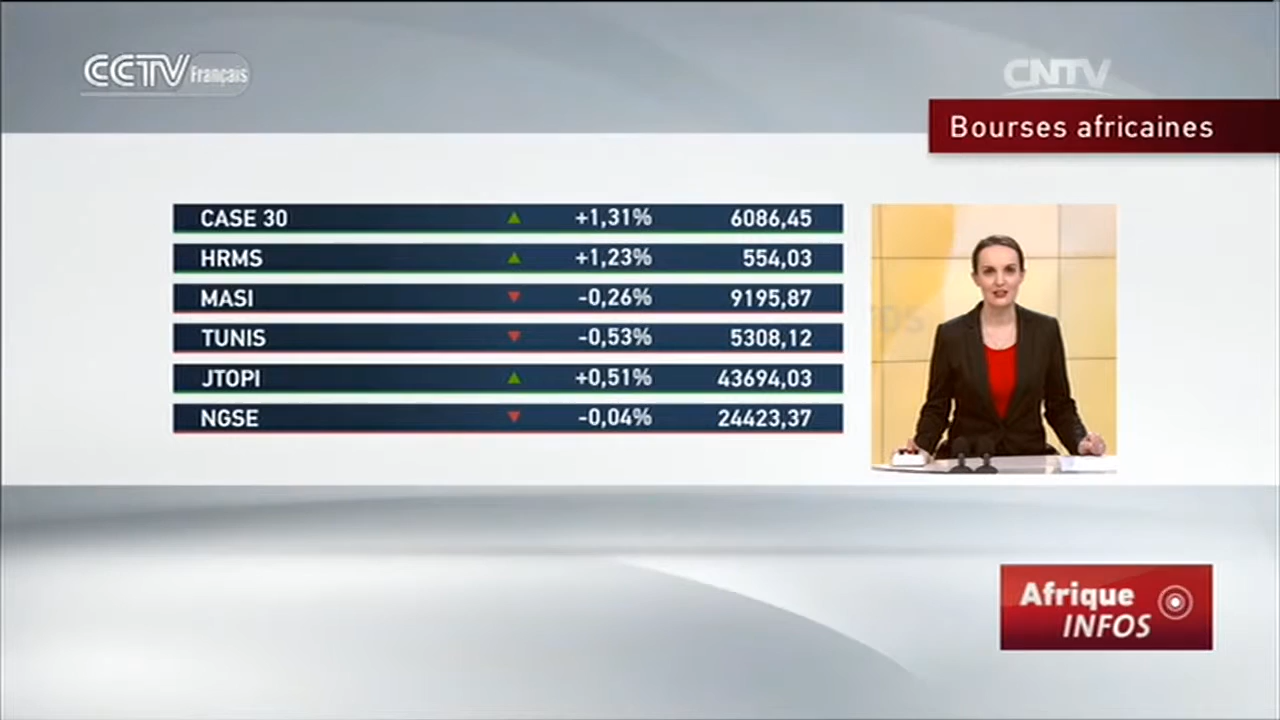 CCTV Français
CNTV
Bourses africaines
CASE 30 ▲ +1,31% 6086,45
HRMS ▲ +1,23% 554,03
MASI ▼ -0,26% 9195,87
TUNIS ▼ -0,53% 5308,12
JTOPI ▲ +0,51% 43694,03
NGSE ▼ -0,04% 24423,37
Afrique
INFOS